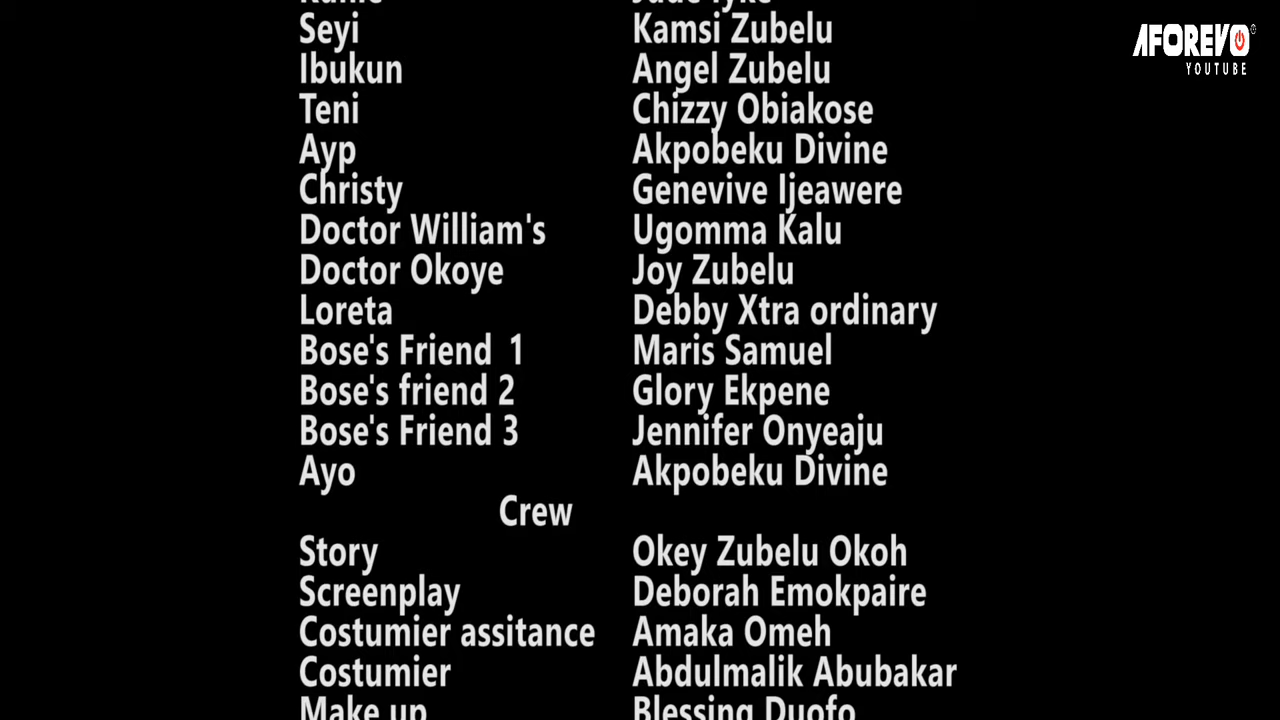 Seyi Kamsi Zubelu
Ibukun Angel Zubelu
Teni Chizzy Obiakose
Ayp Akpobeku Divine
Christy Genevive Ijeawere
Doctor William's Ugomma Kalu
Doctor Okoye Joy Zubelu
Loreta Debby Xtra ordinary
Bose's Friend 1 Maris Samuel
Bose's friend 2 Glory Ekpene
Bose's Friend 3 Jennifer Onyeaju
Ayo Akpobeku Divine
Crew
Story Okey Zubelu Okoh
Screenplay Deborah Emokpaire
Costumier assitance Amaka Omeh
Costumier Abdulmalik Abubakar
Make up Blessing Duofo
AFOREVO
YOUTUBE